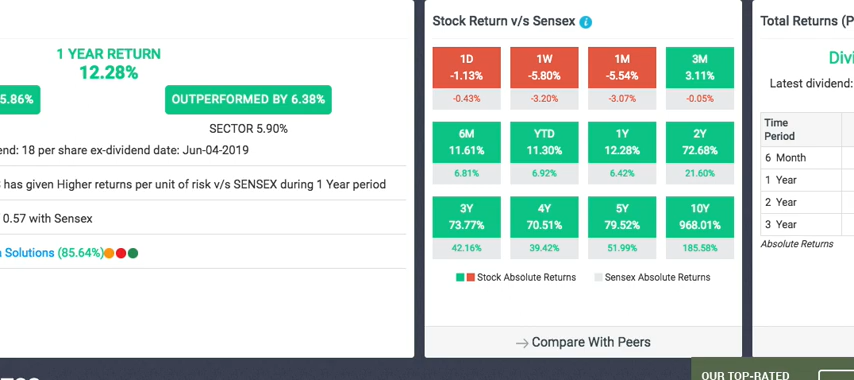 1 YEAR RETURN
12.28%
5.86%
OUTPERFORMED BY 6.38%
SECTOR 5.90%
end: 18 per share ex-dividend date: Jun-04-2019
has given Higher returns per unit of risk v/s SENSEX during 1 Year period
0.57 with Sensex
Solutions (85.64%)
Stock Return v/s Sensex
1D 1W 1M 3M
-1.13% -5.80% -5.54% 3.11%
-0.43% -3.20% -3.07% -0.05%
6M YTD 1Y 2Y
11.61% 11.30% 12.28% 72.68%
6.81% 6.92% 6.42% 21.60%
3Y 4Y 5Y 10Y
73.77% 70.51% 79.52% 968.01%
42.16% 39.42% 51.99% 185.58%
Stock Absolute Returns Sensex Absolute Returns
→ Compare With Peers
Total Returns (P
Divi
Latest dividend:
Time
Period
6 Month
1 Year
2 Year
3 Year
Absolute Returns
OUR TOP-RATED